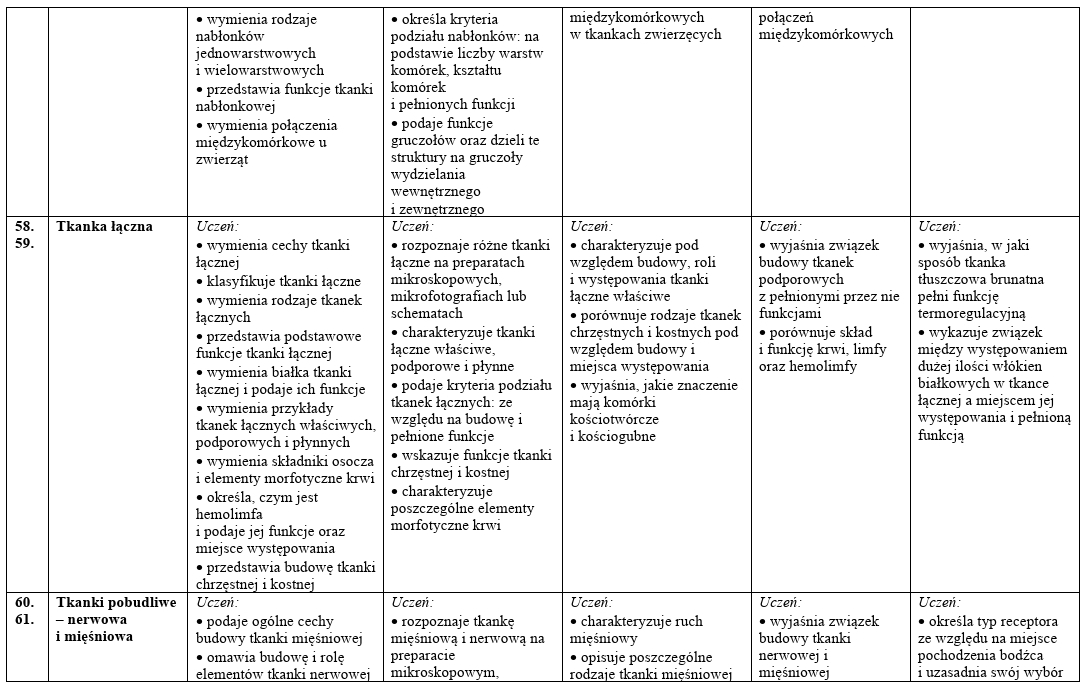 • wymienia rodzaje
nabłonków
jednowarstwowych
i wielowarstwowych
• przedstawia funkcje tkanki
nabłonkowej
• wymienia połączenia
międzykomórkowe u
zwierząt
• określa kryteria
podziału nabłonków: na
podstawie liczby warstw
komórek, kształtu
komórek
i pełnionych funkcji
• podaje funkcje
gruczołów oraz dzieli te
struktury na gruczoły
wydzielania
wewnętrznego
i zewnętrznego
międzykomórkowych
w tkankach zwierzęcych
połączeń
międzykomórkowych
58.
59.
Tkanka łączna
Uczeń:
• wymienia cechy tkanki
łącznej
• klasyfikuje tkanki łączne
• wymienia rodzaje tkanek
łącznych
• przedstawia podstawowe
funkcje tkanki łącznej
• wymienia białka tkanki
łącznej i podaje ich funkcje
• wymienia przykłady
tkanek łącznych właściwych,
podporowych i płynnych
• wymienia składniki osocza
i elementy morfotyczne krwi
• określa, czym jest
hemolimfa
i podaje jej funkcje oraz
miejsce występowania
• przedstawia budowę tkanki
chrzęstnej i kostnej
Uczeń:
• rozpoznaje różne tkanki
łączne na preparatach
mikroskopowych,
mikrofotografiach lub
schematach
• charakteryzuje tkanki
łączne właściwe,
podporowe i płynne
• podaje kryteria podziału
tkanek łącznych: ze
względu na budowę i
pełnione funkcje
• wskazuje funkcje tkanki
chrzęstnej i kostnej
• charakteryzuje
poszczególne elementy
morfotyczne krwi
Uczeń:
• charakteryzuje pod
względem budowy, roli
i występowania tkanki
łączne właściwe
• porównuje rodzaje tkanek
chrzęstnych i kostnych pod
względem budowy i
miejsca występowania
• wyjaśnia, jakie znaczenie
mają komórki
kościotwórcze
i kościogubne
Uczeń:
• wyjaśnia związek
budowy tkanek
podporowych
z pełnionymi przez nie
funkcjami
• porównuje skład
i funkcję krwi, limfy
oraz hemolimfy
Uczeń:
• wyjaśnia, w jaki
sposób tkanka
tłuszczowa brunatna
pełni funkcję
termoregulacyjną
• wykazuje związek
między występowaniem
dużej ilości włókien
białkowych w tkance
łącznej a miejscem jej
występowania i pełnioną
funkcją
60.
61.
Tkanki pobudliwe
– nerwowa
i mięśniowa
Uczeń:
• podaje ogólne cechy
budowy tkanki mięśniowej
• omawia budowę i rolę
elementów tkanki nerwowej
Uczeń:
• rozpoznaje tkankę
mięśniową i nerwową na
preparacie
mikroskopowym,
Uczeń:
• charakteryzuje ruch
mięśniowy
• opisuje poszczególne
rodzaje tkanki mięśniowej
Uczeń:
• wyjaśnia związek
budowy tkanki
nerwowej i
mięśniowej
Uczeń:
• określa typ receptora
ze względu na miejsce
pochodzenia bodźca
i uzasadnia swój wybór